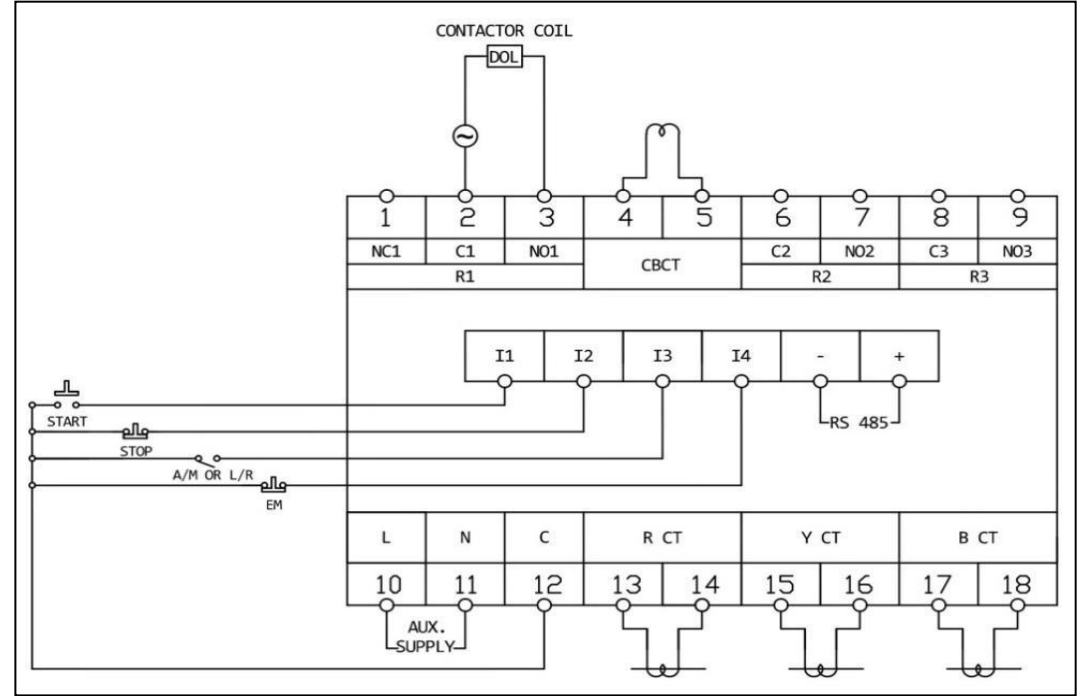 CONTACTOR COIL
DOL
1 2 3 4 5 6 7 8 9
NC1 C1 NO1 CBCT C2 NO2 C3 NO3
R1 R2 R3
I1 I2 I3 I4 - +
START
RS 485
STOP
A/M OR L/R
EM
L N C R CT Y CT B CT
10 11 12 13 14 15 16 17 18
AUX.
SUPPLY